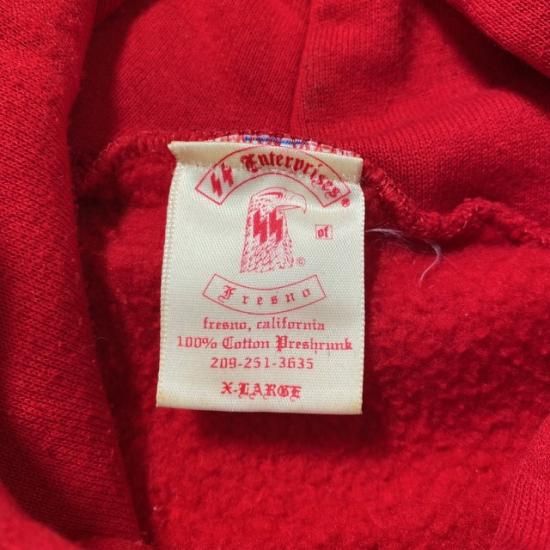 SS Enterprises®
SS
of
©
Fresno
fresno, california
100% Cotton Preshrunk
209-251-3635
X-LARGE